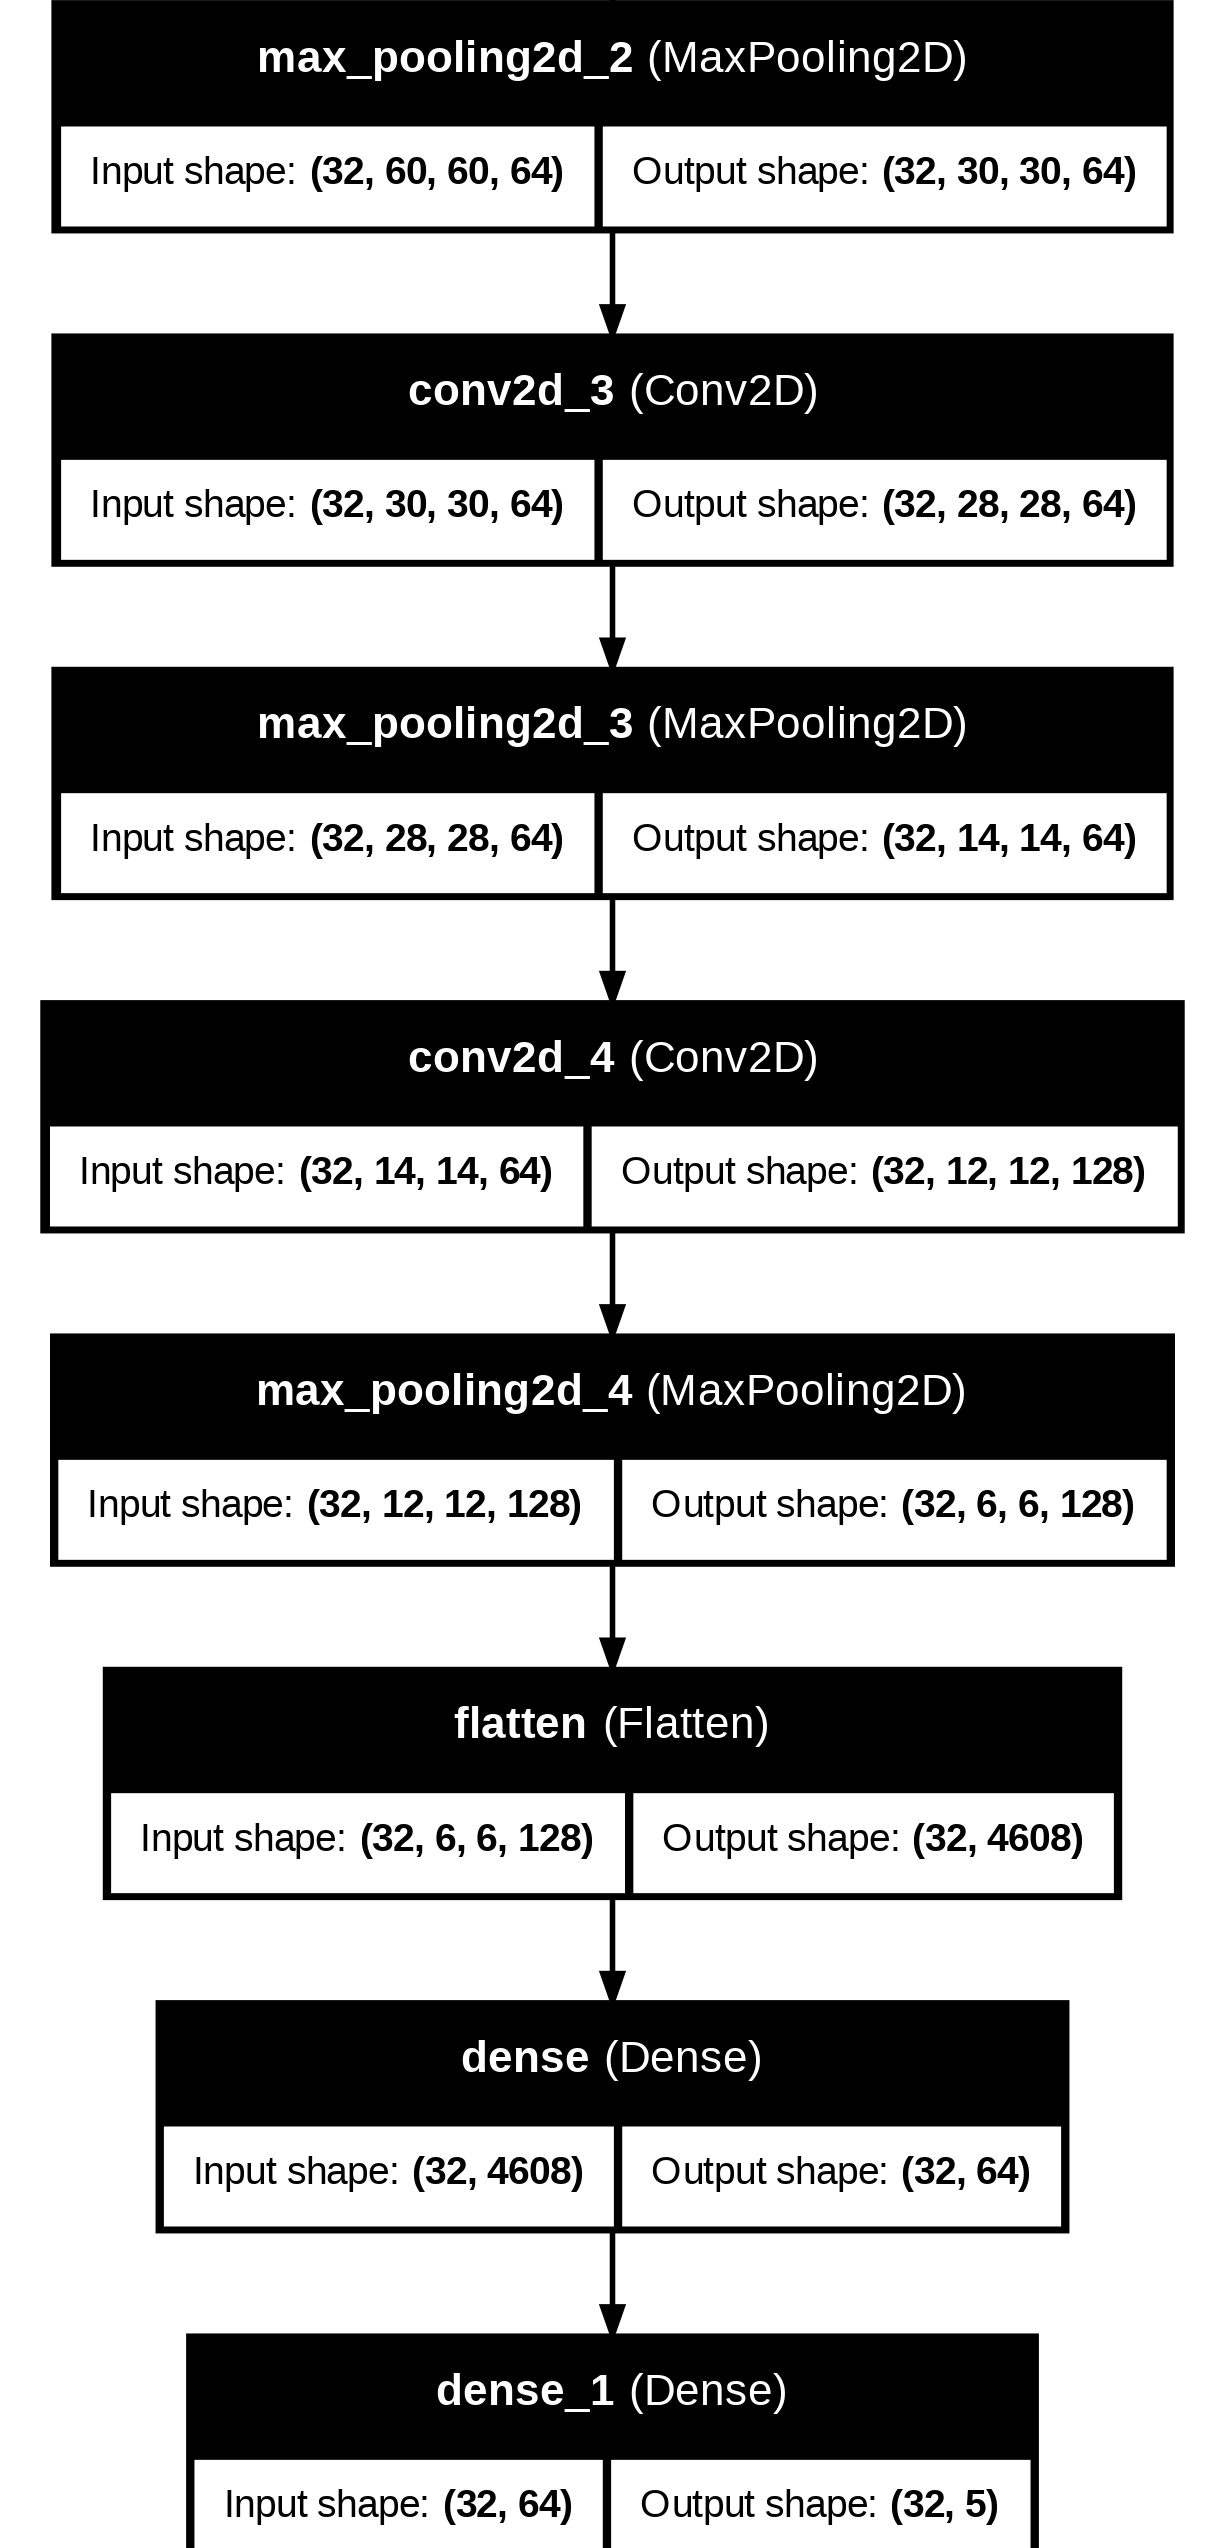 max_pooling2d_2 (MaxPooling2D)
Input shape: (32, 60, 60, 64) Output shape: (32, 30, 30, 64)
conv2d_3 (Conv2D)
Input shape: (32, 30, 30, 64) Output shape: (32, 28, 28, 64)
max_pooling2d_3 (MaxPooling2D)
Input shape: (32, 28, 28, 64) Output shape: (32, 14, 14, 64)
conv2d_4 (Conv2D)
Input shape: (32, 14, 14, 64) Output shape: (32, 12, 12, 128)
max_pooling2d_4 (MaxPooling2D)
Input shape: (32, 12, 12, 128) Output shape: (32, 6, 6, 128)
flatten (Flatten)
Input shape: (32, 6, 6, 128) Output shape: (32, 4608)
dense (Dense)
Input shape: (32, 4608) Output shape: (32, 64)
dense_1 (Dense)
Input shape: (32, 64) Output shape: (32, 5)